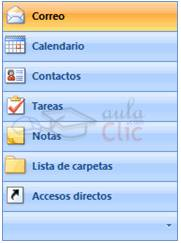 Correo
Calendario
Contactos
Tareas
aula
Clic
Notas
Lista de carpetas
Accesos directos